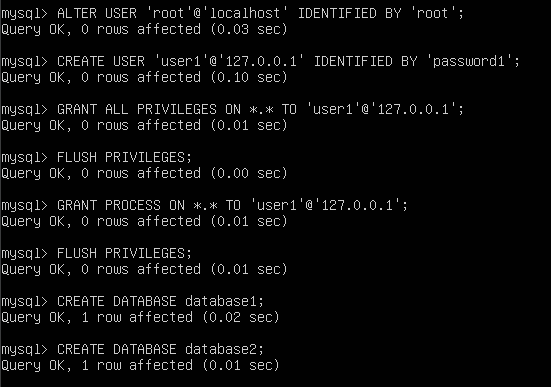 mysql> ALTER USER 'root'@'localhost' IDENTIFIED BY 'root';
Query OK, 0 rows affected (0.03 sec)
mysql> CREATE USER 'user1'@'127.0.0.1' IDENTIFIED BY 'password1';
Query OK, 0 rows affected (0.10 sec)
mysql> GRANT ALL PRIVILEGES ON *.* TO 'user1'@'127.0.0.1';
Query OK, 0 rows affected (0.01 sec)
mysql> FLUSH PRIVILEGES;
Query OK, 0 rows affected (0.00 sec)
mysql> GRANT PROCESS ON *.* TO 'user1'@'127.0.0.1';
Query OK, 0 rows affected (0.01 sec)
mysql> FLUSH PRIVILEGES;
Query OK, 0 rows affected (0.01 sec)
mysql> CREATE DATABASE database1;
Query OK, 1 row affected (0.02 sec)
mysql> CREATE DATABASE database2;
Query OK, 1 row affected (0.01 sec)